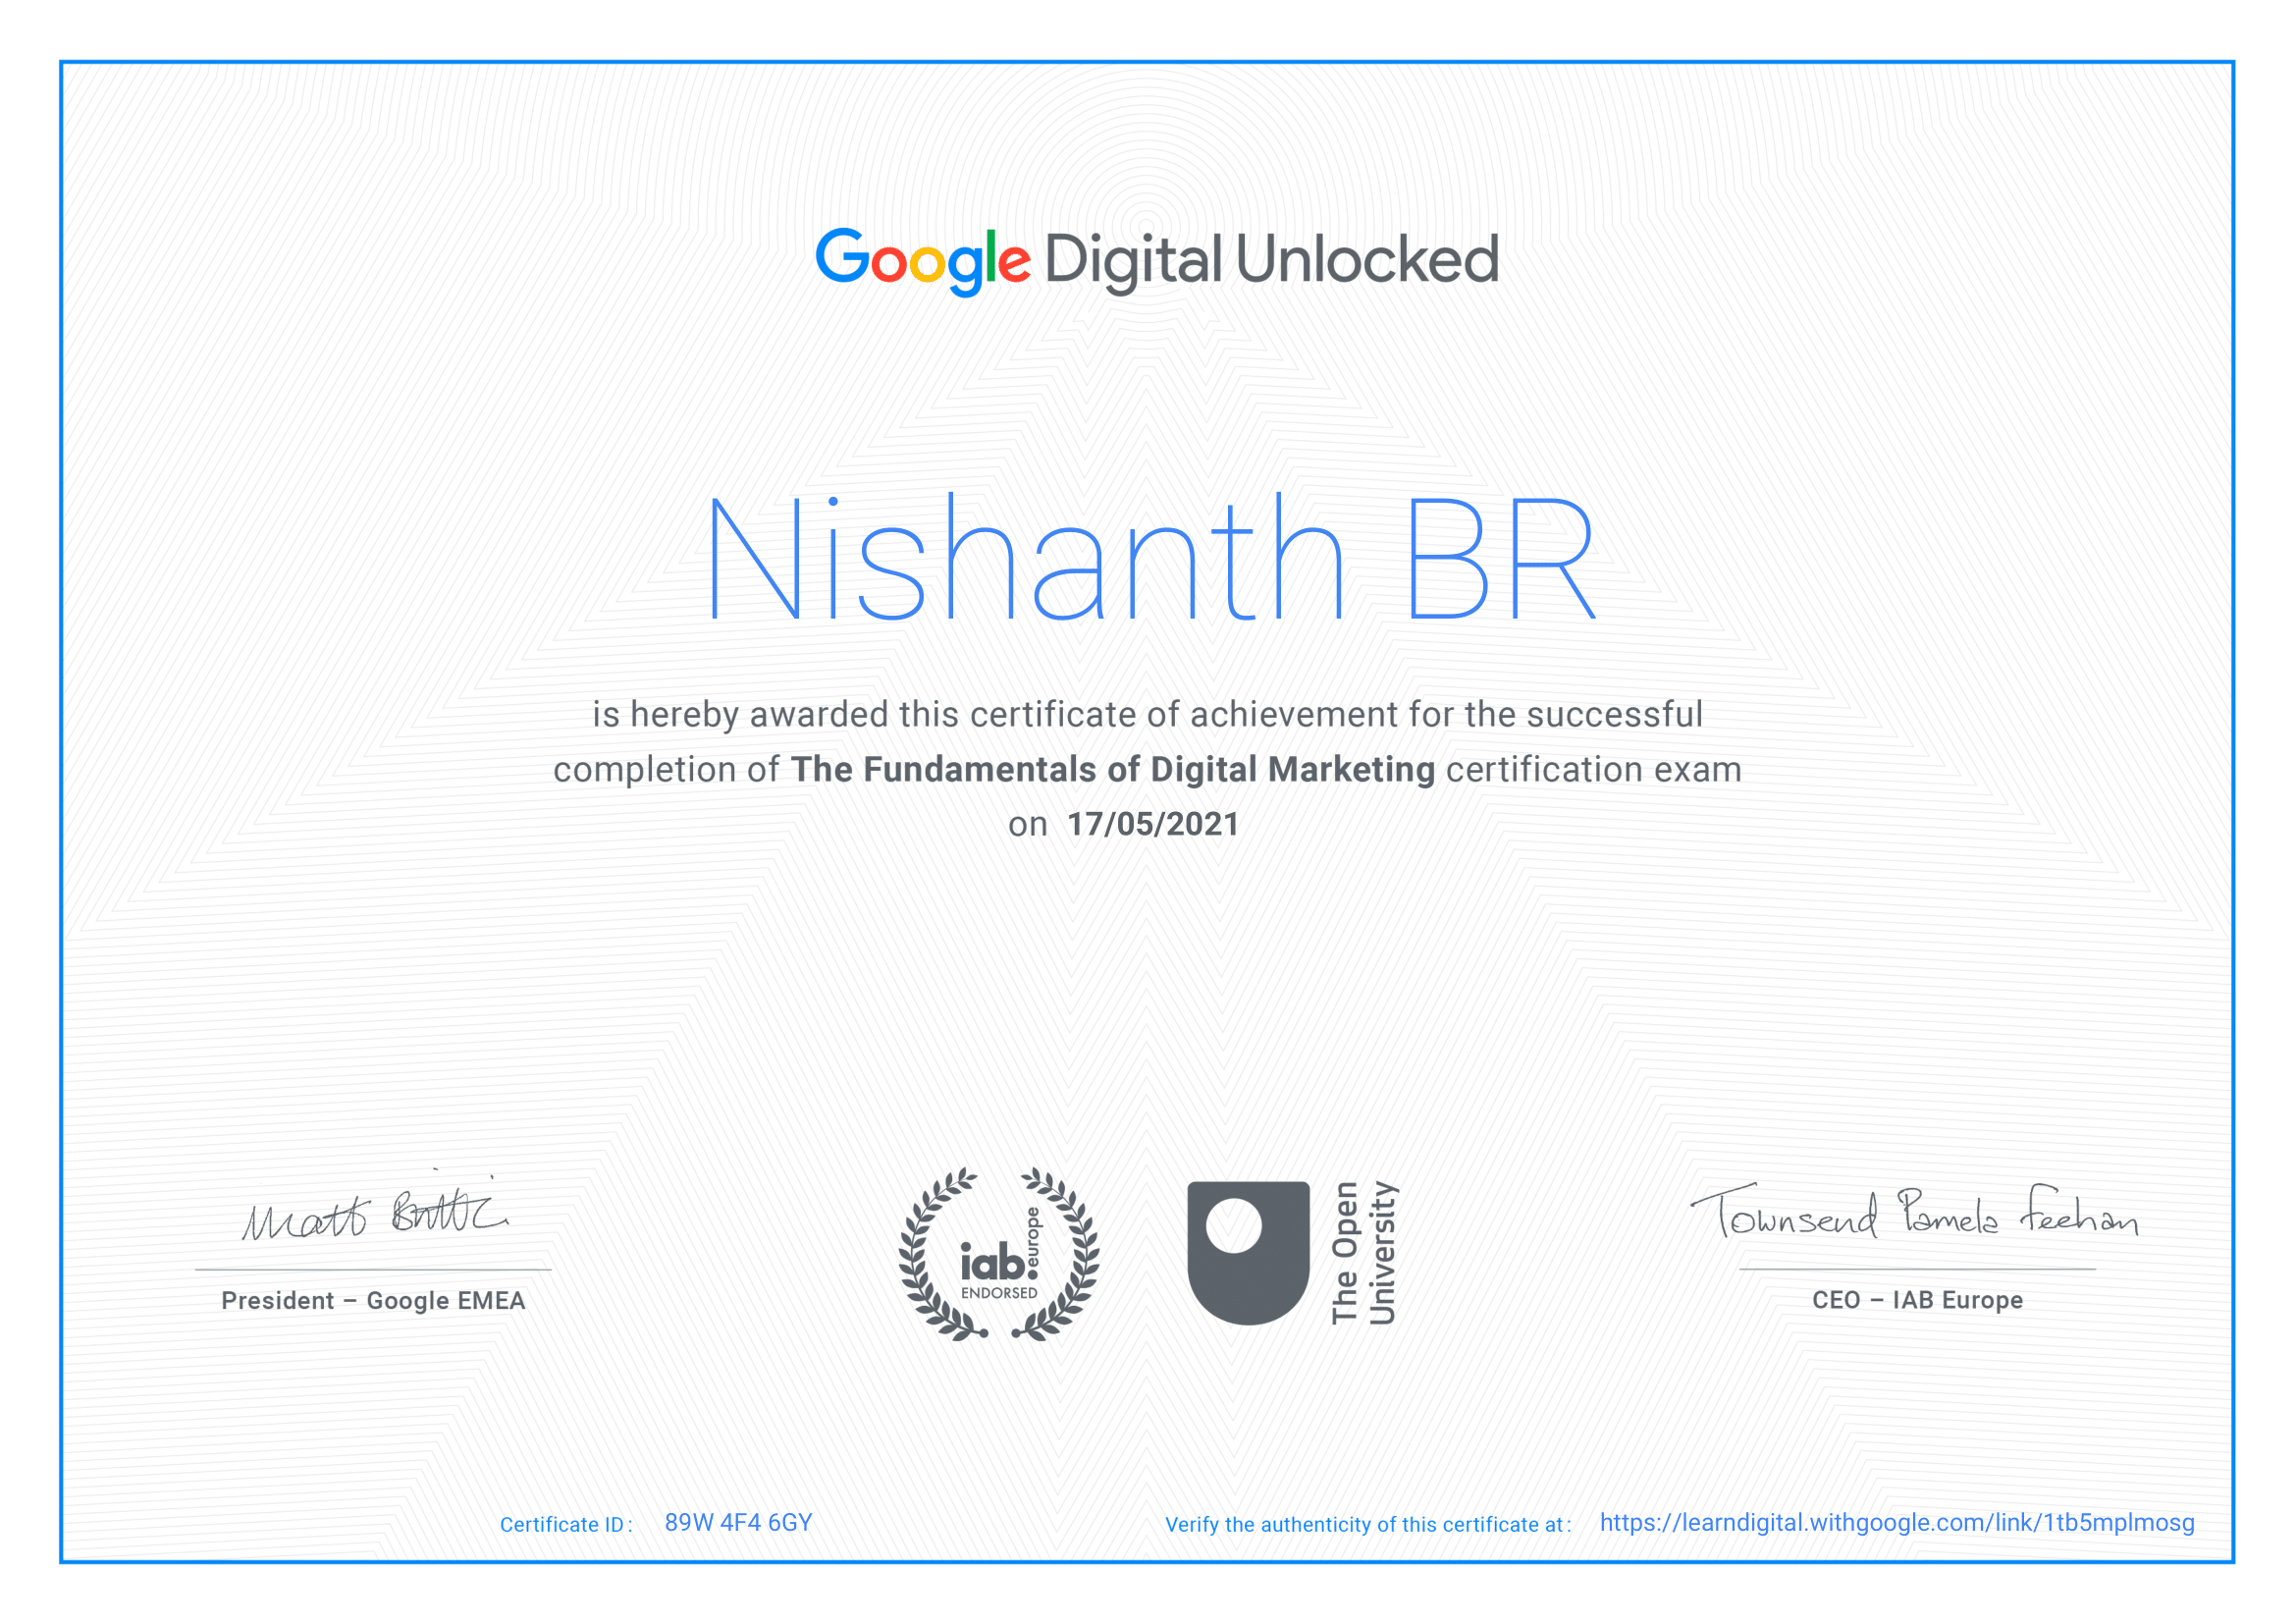 Google Digital Unlocked
Nishanth BR
is hereby awarded this certificate of achievement for the successful
completion of The Fundamentals of Digital Marketing certification exam
on 17/05/2021
Matt Brittin
President – Google EMEA
iab.europe
ENDORSED
The Open
University
Townsend Pamela Feehan
CEO – IAB Europe
Certificate ID : 89W 4F4 6GY
Verify the authenticity of this certificate at : https://learndigital.withgoogle.com/link/1tb5mplmosg